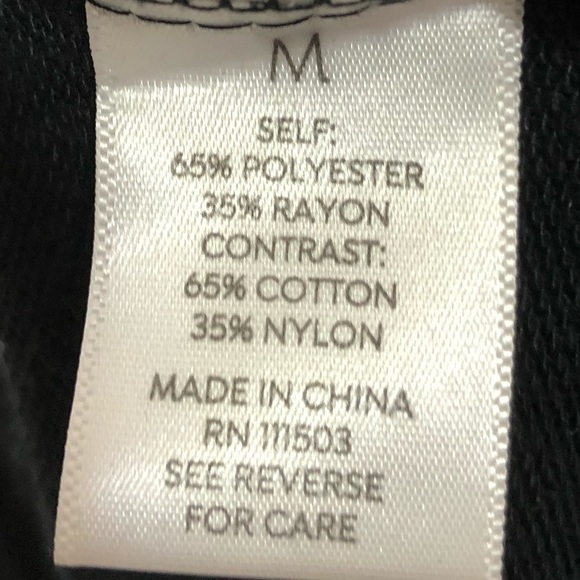 M
SELF:
65% POLYESTER
35% RAYON
CONTRAST:
65% COTTON
35% NYLON
MADE IN CHINA
RN 111503
SEE REVERSE
FOR CARE